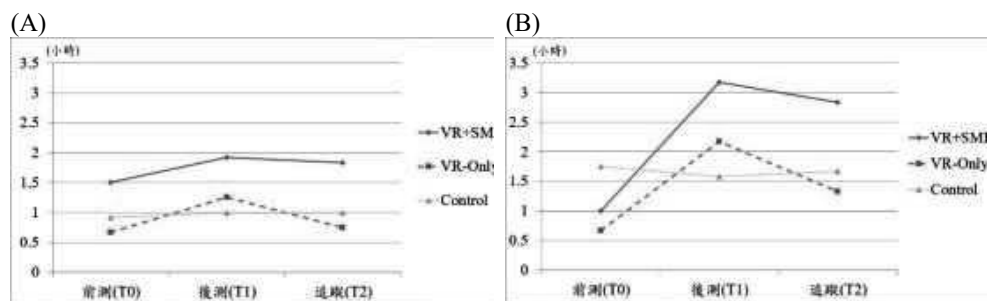 (A)
(小時)
3.5
3
2.5
2
1.5
1
0.5
0
前測(T0)
後測(T1)
追蹤(T2)
VR+SMI
VR-Only
Control
(B)
(小時)
3.5
3
2.5
2
1.5
1
0.5
0
前測(T0)
後測(T1)
追蹤(T2)
VR+SMI
VR-Only
Control